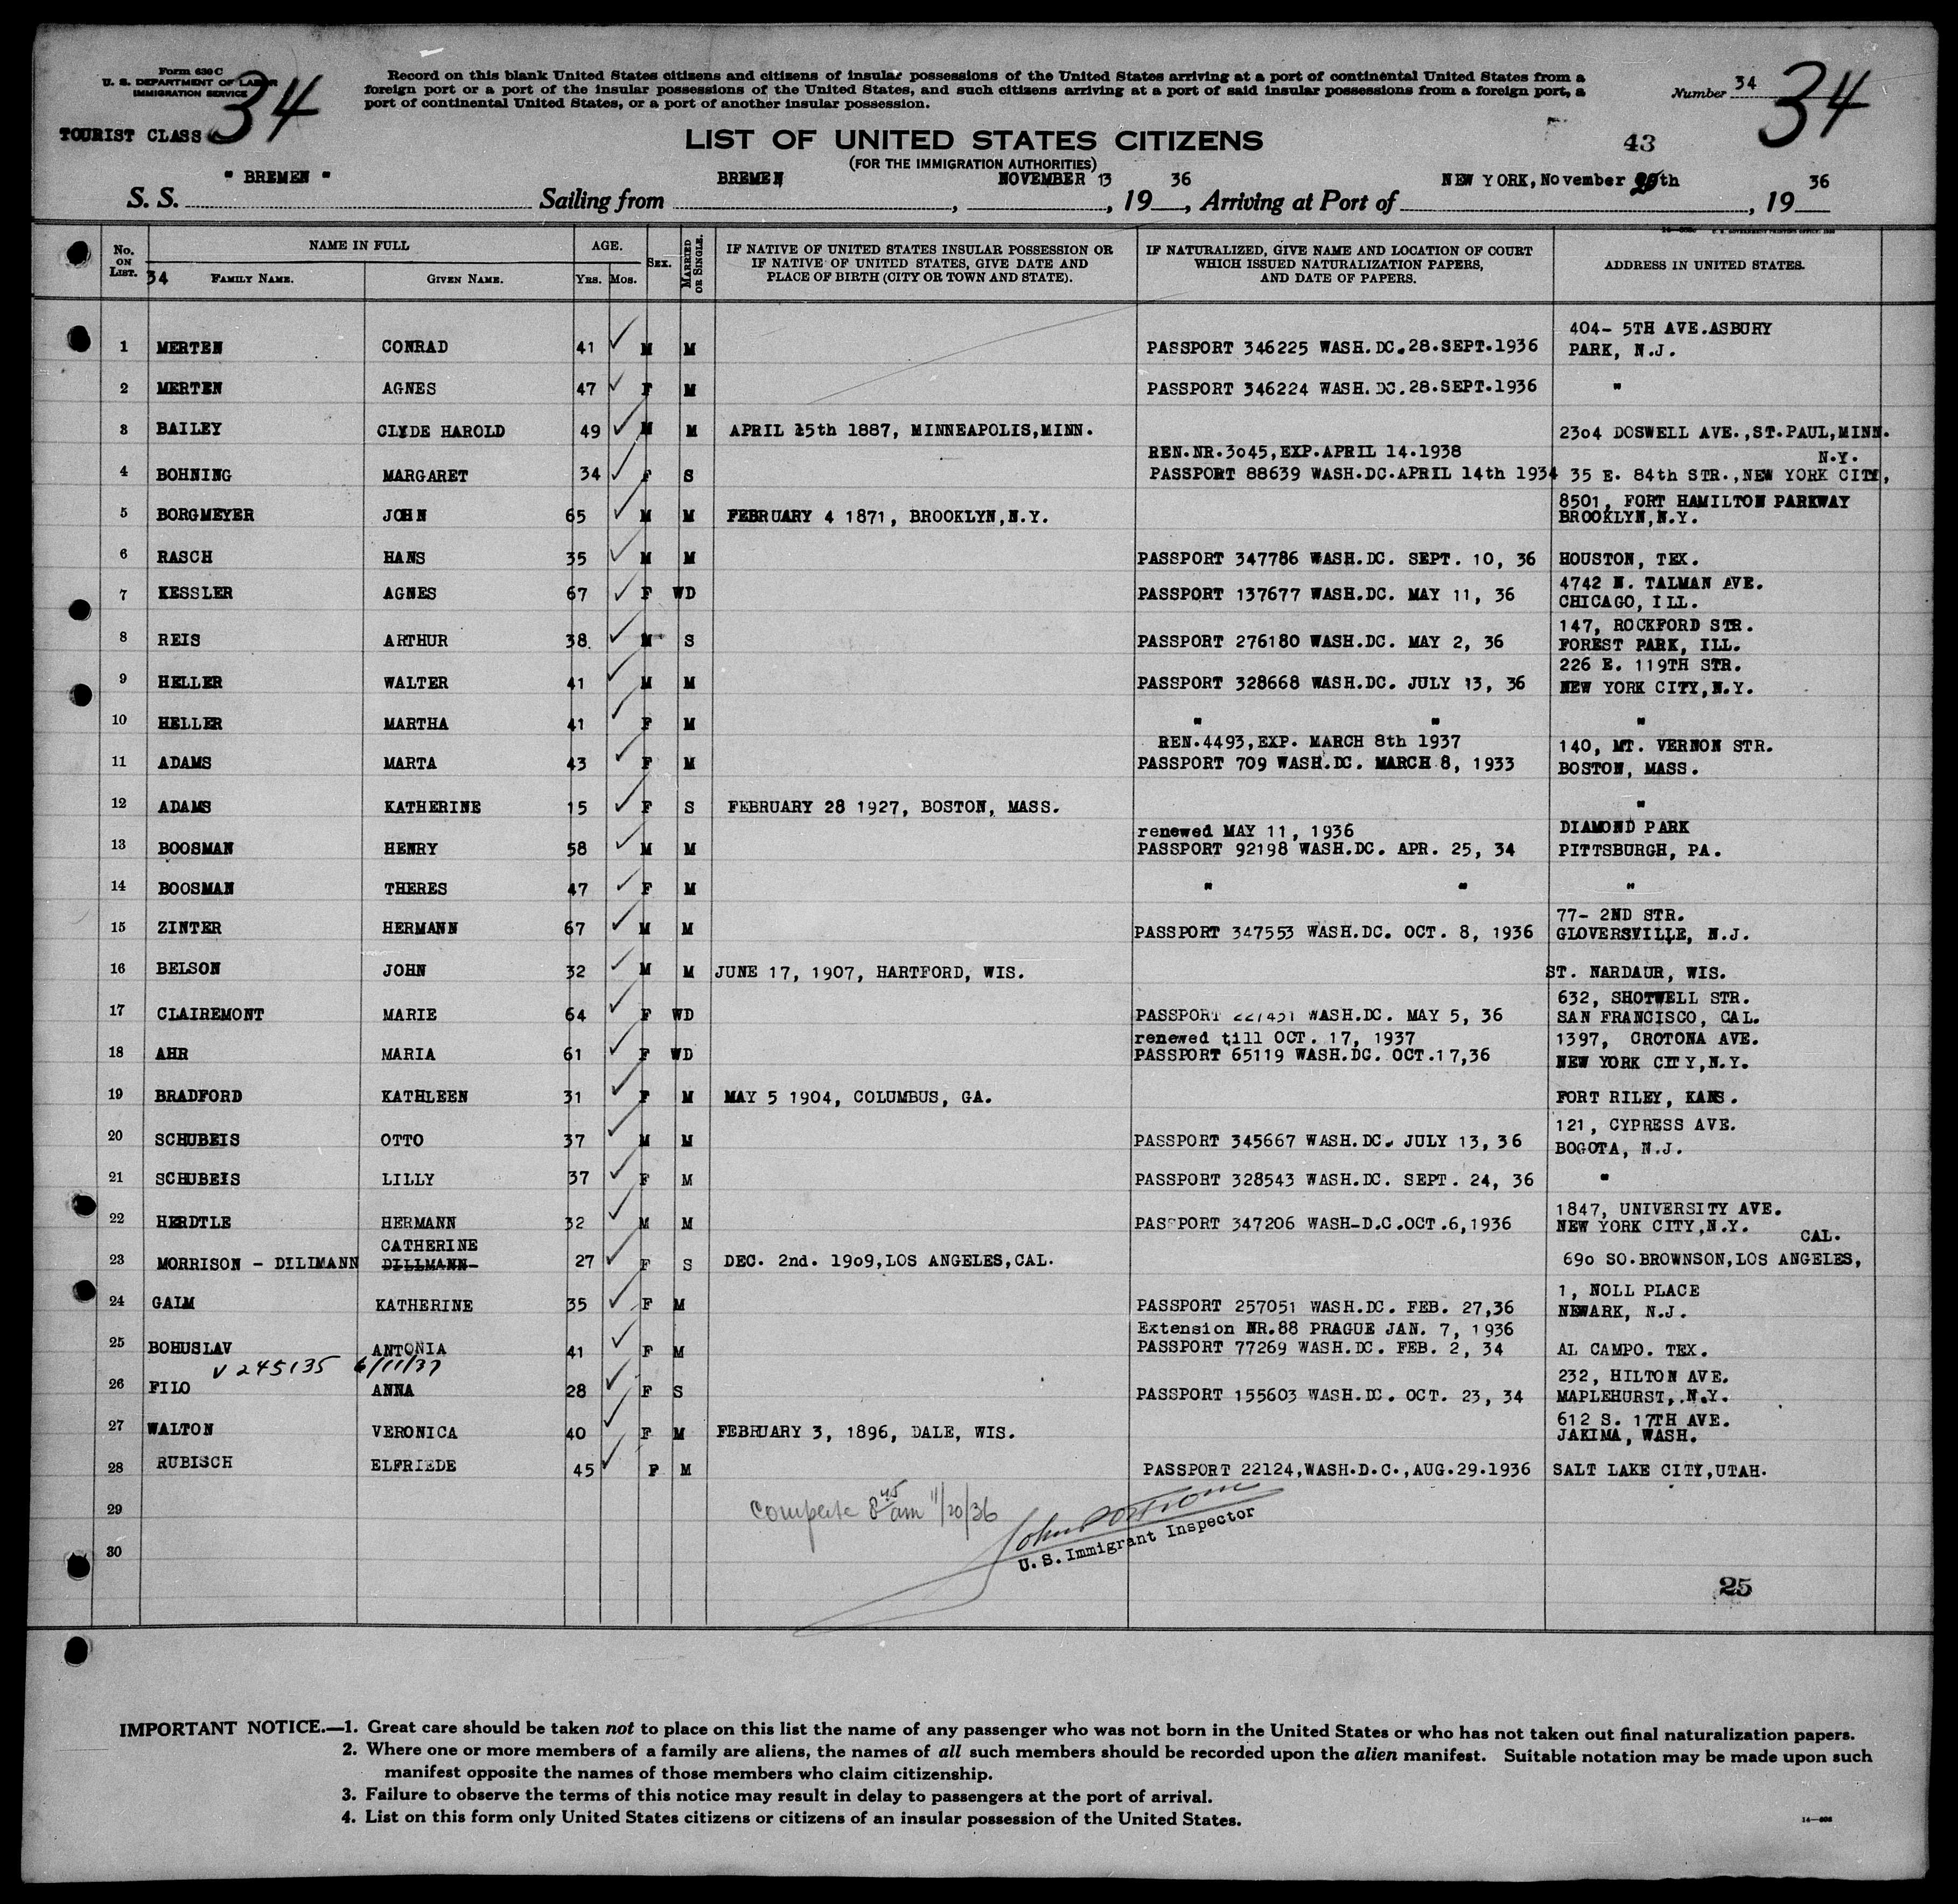 Form 630 C
U. S. DEPARTMENT OF LABOR
IMMIGRATION SERVICE
34
TOURIST CLASS
Record on this blank United States citizens and citizens of insular possessions of the United States arriving at a port of continental United States from a
foreign port or a port of the insular possessions of the United States, and such citizens arriving at a port of said insular possessions from a foreign port, a
port of continental United States, or a port of another insular possession.
Number 34
34
LIST OF UNITED STATES CITIZENS
(FOR THE IMMIGRATION AUTHORITIES)
43
S. S. " BREMEN " Sailing from BREMEN, NOVEMBER 13, 1936, Arriving at Port of NEW YORK, November 20th, 1936
No. ON LIST. NAME IN FULL AGE. SEX. MARRIED OR SINGLE. IF NATIVE OF UNITED STATES INSULAR POSSESSION OR IF NATIVE OF UNITED STATES, GIVE DATE AND PLACE OF BIRTH (CITY OR TOWN AND STATE). IF NATURALIZED, GIVE NAME AND LOCATION OF COURT WHICH ISSUED NATURALIZATION PAPERS, AND DATE OF PAPERS. ADDRESS IN UNITED STATES.
34 FAMILY NAME. GIVEN NAME. YRS. MOS.
1 MERTEN CONRAD 41 M M PASSPORT 346225 WASH.DC.28.SEPT.1936 404- 5TH AVE.ASBURY PARK, N.J.
2 MERTEN AGNES 47 F M PASSPORT 346224 WASH.DC.28.SEPT.1936 "
3 BAILEY CLYDE HAROLD 49 M M APRIL 15th 1887, MINNEAPOLIS,MINN. 2304 DOSWELL AVE.,ST.PAUL,MINN.
REN.NR.3045,EXP.APRIL 14.1938 N.Y.
4 BOHNING MARGARET 34 F S PASSPORT 88639 WASH.DC.APRIL 14th 1934 35 E. 84th STR.,NEW YORK CITY,
5 BORGMEYER JOHN 65 M M FEBRUARY 4 1871, BROOKLYN,N.Y. 8501, FORT HAMILTON PARKWAY BROOKLYN,N.Y.
6 RASCH HANS 35 M M PASSPORT 347786 WASH.DC. SEPT. 10, 36 HOUSTON, TEX.
7 KESSLER AGNES 67 F WD PASSPORT 137677 WASH.DC. MAY 11, 36 4742 N. TALMAN AVE. CHICAGO, ILL.
8 REIS ARTHUR 38. M S PASSPORT 276180 WASH.DC. MAY 2, 36 147, ROCKFORD STR. FOREST PARK, ILL.
9 HELLER WALTER 41 M M PASSPORT 328668 WASH.DC. JULY 13, 36 226 E. 119TH STR. NEW YORK CITY,N.Y.
10 HELLER MARTHA 41 F M " " "
REN.4493,EXP. MARCH 8th 1937
11 ADAMS MARTA 43 F M PASSPORT 709 WASH.DC. MARCH 8, 1933 140, MT. VERNON STR. BOSTON, MASS.
12 ADAMS KATHERINE 15 F S FEBRUARY 28 1927, BOSTON, MASS. "
renewed MAY 11, 1936
13 BOOSMAN HENRY 58 M M PASSPORT 92198 WASH.DC. APR. 25, 34 DIAMOND PARK PITTSBURGH, PA.
14 BOOSMAN THERES 47 F M " " "
15 ZINTER HERMANN 67 M M PASSPORT 347553 WASH.DC. OCT. 8, 1936 77- 2ND STR. GLOVERSVILLE, N.J.
16 BELSON JOHN 32 M M JUNE 17, 1907, HARTFORD, WIS. ST. NARDAUR, WIS.
17 CLAIREMONT MARIE 64 F WD PASSPORT 227451 WASH.DC. MAY 5, 36 632, SHOTWELL STR. SAN FRANCISCO, CAL.
renewed till OCT. 17, 1937
18 AHR MARIA 61 F WD PASSPORT 65119 WASH.DC. OCT.17,36 1397, CROTONA AVE. NEW YORK CITY,N.Y.
19 BRADFORD KATHLEEN 31 F M MAY 5 1904, COLUMBUS, GA. FORT RILEY, KANS.
20 SCHUBEIS OTTO 37 M M PASSPORT 345667 WASH.DC. JULY 13, 36 121, CYPRESS AVE. BOGOTA, N.J.
21 SCHUBEIS LILLY 37 F M PASSPORT 328543 WASH.DC. SEPT. 24, 36 "
22 HERDTLE HERMANN 32 M M PASSPORT 347206 WASH-D.C.OCT.6,1936 1847, UNIVERSITY AVE. NEW YORK CITY,N.Y.
CATHERINE CAL.
23 MORRISON - DILLMANN DILLMANN 27 F S DEC. 2nd. 1909,LOS ANGELES,CAL. 690 SO.BROWNSON,LOS ANGELES,
24 GAIM KATHERINE 35 F M PASSPORT 257051 WASH.DC. FEB. 27,36 1, NOLL PLACE NEWARK, N.J.
Extension NR.88 PRAGUE JAN. 7, 1936
25 BOHUSLAV ANTONIA 41 F M PASSPORT 77269 WASH.DC. FEB. 2, 34 AL CAMPO. TEX.
V 245135 6/11/37
26 FILO ANNA 28 F S PASSPORT 155603 WASH.DC. OCT. 23, 34 232, HILTON AVE. MAPLEHURST, N.Y.
27 WALTON VERONICA 40 F M FEBRUARY 3, 1896, DALE, WIS. 612 S. 17TH AVE. JAKIMA, WASH.
28 RUBISCH ELFRIEDE 45 F M PASSPORT 22124,WASH.D.C.,AUG.29.1936 SALT LAKE CITY,UTAH.
29 Complete 8 45 am 11/20/36
U. S. Immigrant Inspector
30
25
IMPORTANT NOTICE.—1. Great care should be taken not to place on this list the name of any passenger who was not born in the United States or who has not taken out final naturalization papers.
2. Where one or more members of a family are aliens, the names of all such members should be recorded upon the alien manifest. Suitable notation may be made upon such
manifest opposite the names of those members who claim citizenship.
3. Failure to observe the terms of this notice may result in delay to passengers at the port of arrival.
4. List on this form only United States citizens or citizens of an insular possession of the United States.